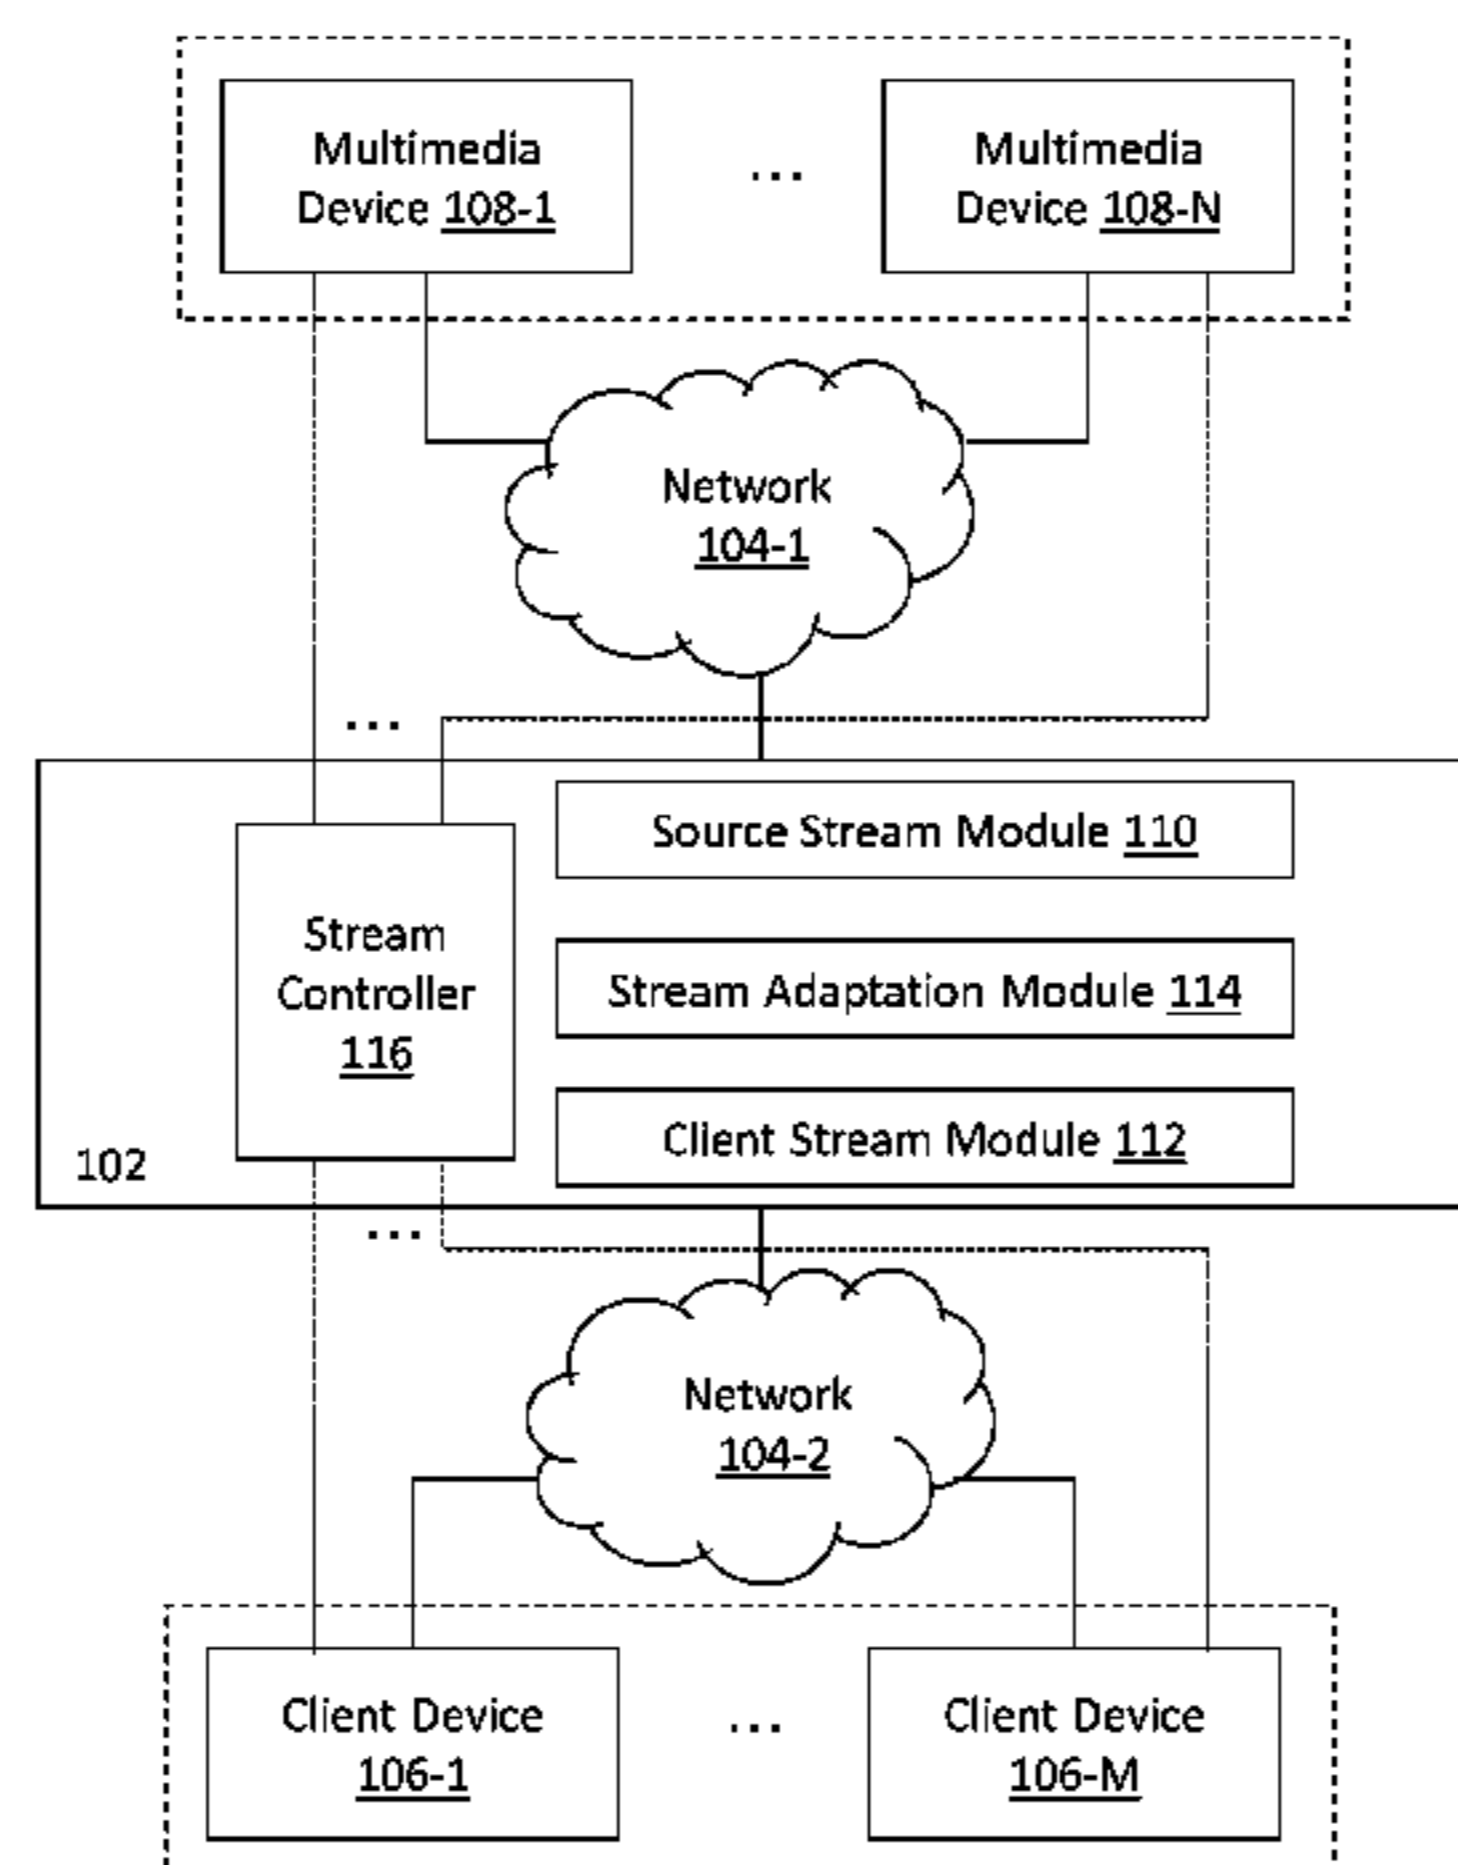 Multimedia
Device 108-1
...
Multimedia
Device 108-N
Network
104-1
...
Source Stream Module 110
Stream
Controller
116
Stream Adaptation Module 114
Client Stream Module 112
102
...
Network
104-2
Client Device
106-1
...
Client Device
106-M